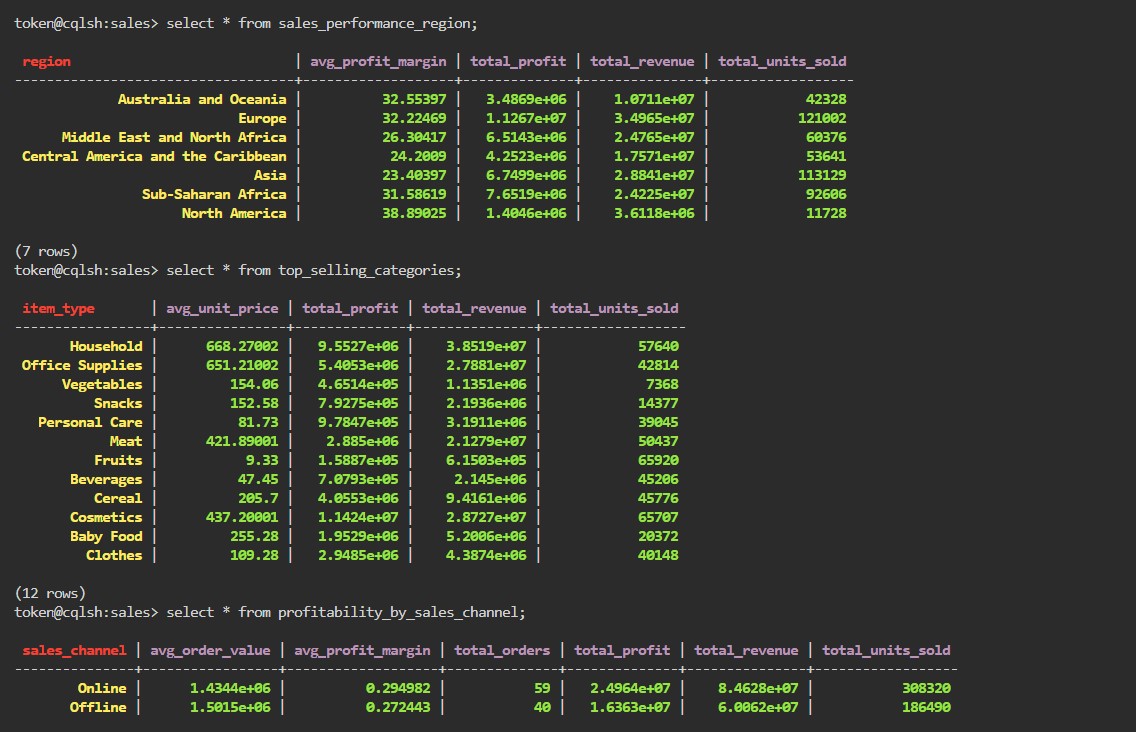 token@cqlsh:sales> select * from sales_performance_region;
region | avg_profit_margin | total_profit | total_revenue | total_units_sold
----------------------------------+-------------------+--------------+---------------+------------------
Australia and Oceania | 32.55397 | 3.4869e+06 | 1.0711e+07 | 42328
Europe | 32.22469 | 1.1267e+07 | 3.4965e+07 | 121002
Middle East and North Africa | 26.30417 | 6.5143e+06 | 2.4765e+07 | 60376
Central America and the Caribbean | 24.2009 | 4.2523e+06 | 1.7571e+07 | 53641
Asia | 23.40397 | 6.7499e+06 | 2.8841e+07 | 113129
Sub-Saharan Africa | 31.58619 | 7.6519e+06 | 2.4225e+07 | 92606
North America | 38.89025 | 1.4046e+06 | 3.6118e+06 | 11728
(7 rows)
token@cqlsh:sales> select * from top_selling_categories;
item_type | avg_unit_price | total_profit | total_revenue | total_units_sold
-----------------+----------------+--------------+---------------+------------------
Household | 668.27002 | 9.5527e+06 | 3.8519e+07 | 57640
Office Supplies | 651.21002 | 5.4053e+06 | 2.7881e+07 | 42814
Vegetables | 154.06 | 4.6514e+05 | 1.1351e+06 | 7368
Snacks | 152.58 | 7.9275e+05 | 2.1936e+06 | 14377
Personal Care | 81.73 | 9.7847e+05 | 3.1911e+06 | 39045
Meat | 421.89001 | 2.885e+06 | 2.1279e+07 | 50437
Fruits | 9.33 | 1.5887e+05 | 6.1503e+05 | 65920
Beverages | 47.45 | 7.0793e+05 | 2.145e+06 | 45206
Cereal | 205.7 | 4.0553e+06 | 9.4161e+06 | 45776
Cosmetics | 437.20001 | 1.1424e+07 | 2.8727e+07 | 65707
Baby Food | 255.28 | 1.9529e+06 | 5.2006e+06 | 20372
Clothes | 109.28 | 2.9485e+06 | 4.3874e+06 | 40148
(12 rows)
token@cqlsh:sales> select * from profitability_by_sales_channel;
sales_channel | avg_order_value | avg_profit_margin | total_orders | total_profit | total_revenue | total_units_sold
---------------+-----------------+-------------------+--------------+--------------+---------------+------------------
Online | 1.4344e+06 | 0.294982 | 59 | 2.4964e+07 | 8.4628e+07 | 308320
Offline | 1.5015e+06 | 0.272443 | 40 | 1.6363e+07 | 6.0062e+07 | 186490